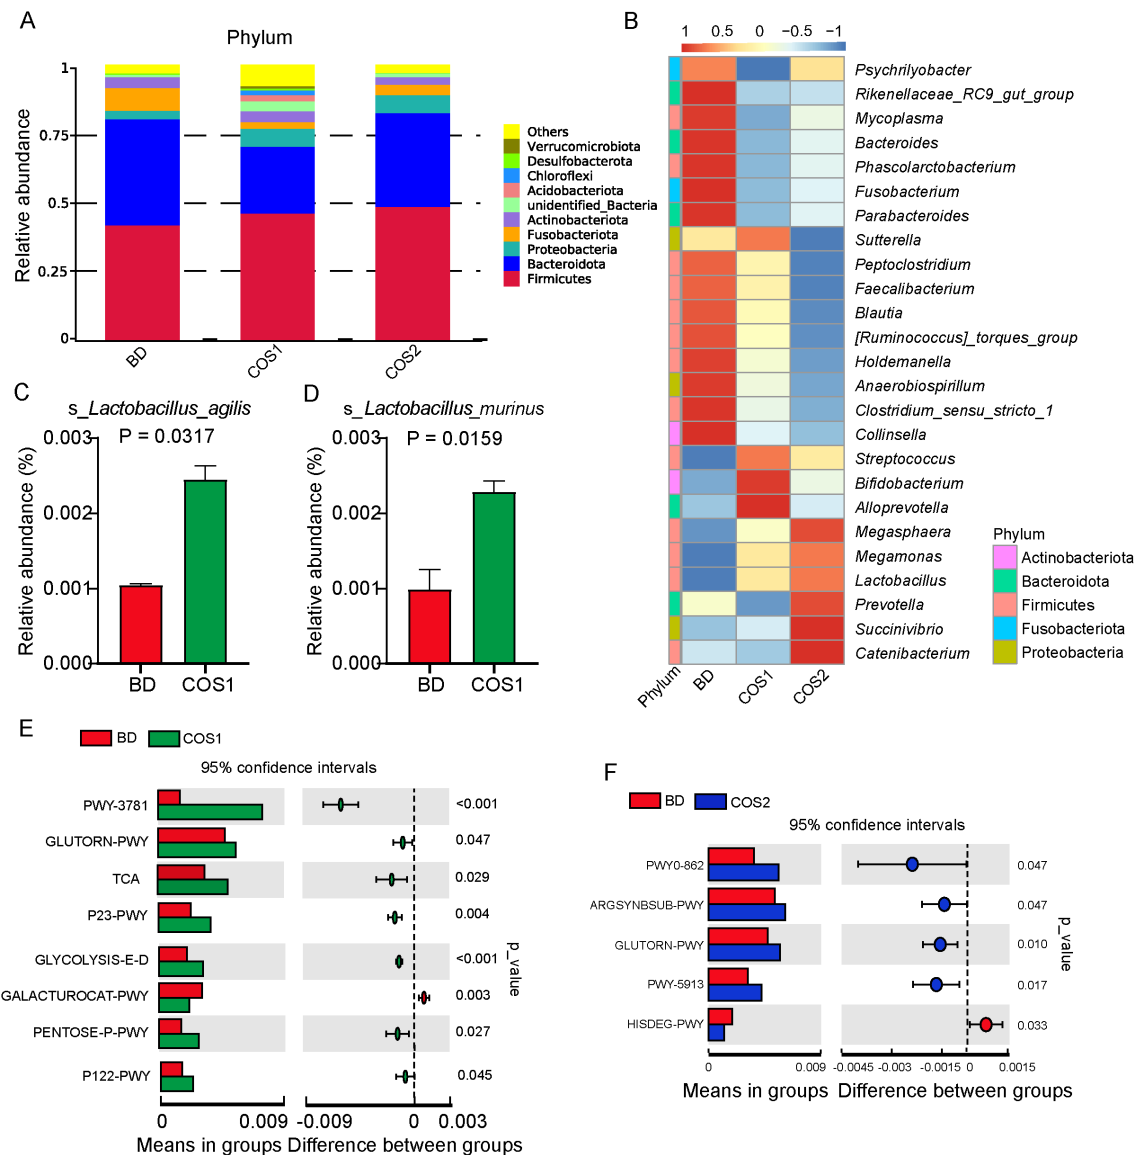 A
Phylum
Relative abundance
1
0.75
0.5
0.25
0
BD
COS1
COS2
Others
Verrucomicrobiota
Desulfobacterota
Chloroflexi
Acidobacteriota
unidentified_Bacteria
Actinobacteriota
Fusobacteriota
Proteobacteria
Bacteroidota
Firmicutes
B
1 0.5 0 −0.5 −1
Psychrilyobacter
Rikenellaceae_RC9_gut_group
Mycoplasma
Bacteroides
Phascolarctobacterium
Fusobacterium
Parabacteroides
Sutterella
Peptoclostridium
Faecalibacterium
Blautia
[Ruminococcus]_torques_group
Holdemanella
Anaerobiospirillum
Clostridium_sensu_stricto_1
Collinsella
Streptococcus
Bifidobacterium
Alloprevotella
Megasphaera
Megamonas
Lactobacillus
Prevotella
Succinivibrio
Catenibacterium
Phylum
BD
COS1
COS2
Phylum
Actinobacteriota
Bacteroidota
Firmicutes
Fusobacteriota
Proteobacteria
C
s_Lactobacillus_agilis
P = 0.0317
Relative abundance (%)
0.003
0.002
0.001
0.000
BD COS1
D
s_Lactobacillus_murinus
P = 0.0159
Relative abundance (%)
0.003
0.002
0.001
0.000
BD COS1
E
BD COS1
95% confidence intervals
PWY-3781 <0.001
GLUTORN-PWY 0.047
TCA 0.029
P23-PWY 0.004
GLYCOLYSIS-E-D <0.001
GALACTUROCAT-PWY 0.003
PENTOSE-P-PWY 0.027
P122-PWY 0.045
p_value
0 0.009 -0.009 0 0.003
Means in groups Difference between groups
F
BD COS2
95% confidence intervals
PWY0-862 0.047
ARGSYNBSUB-PWY 0.047
GLUTORN-PWY 0.010
PWY-5913 0.017
HISDEG-PWY 0.033
p_value
0 0.009 -0.0045 -0.003 -0.0015 0 0.0015
Means in groups Difference between groups